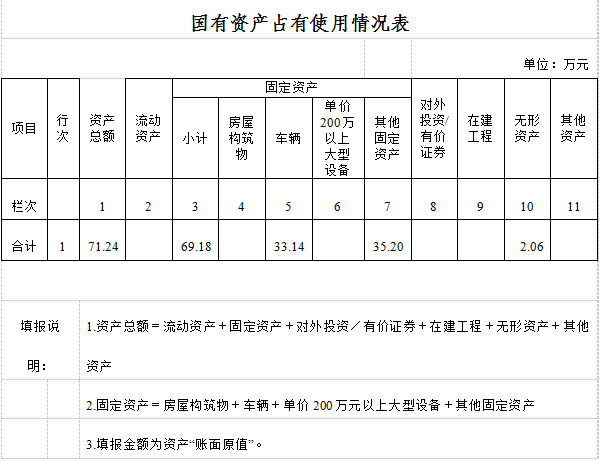 国有资产占有使用情况表
单位：万元
项目 行次 资产总额 流动资产 固定资产 对外投资/有价证券 在建工程 无形资产 其他资产
小计 房屋构筑物 车辆 单价200万以上大型设备 其他固定资产
栏次 1 2 3 4 5 6 7 8 9 10 11
合计 1 71.24 69.18 33.14 35.20 2.06
填报说明： 1.资产总额＝流动资产＋固定资产＋对外投资／有价证券＋在建工程＋无形资产＋其他
资产
2.固定资产＝房屋构筑物＋车辆＋单价 200 万元以上大型设备＋其他固定资产
3.填报金额为资产“账面原值”。